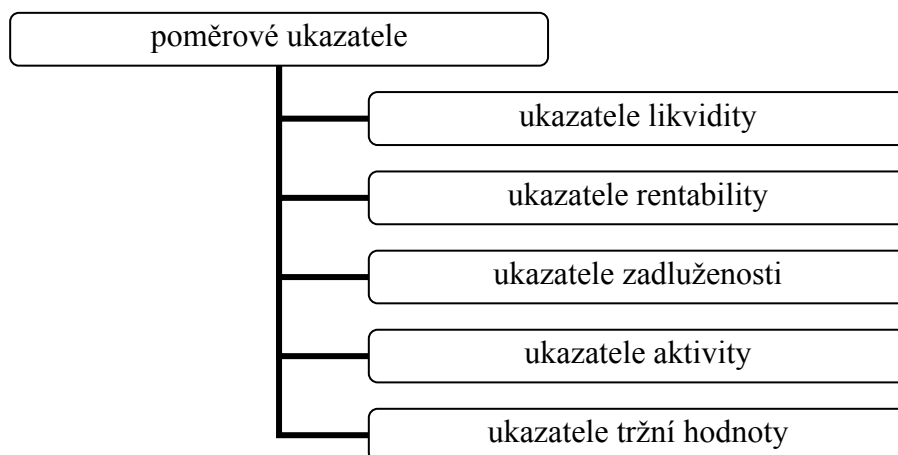 poměrové ukazatele
ukazatele likvidity
ukazatele rentability
ukazatele zadluženosti
ukazatele aktivity
ukazatele tržní hodnoty